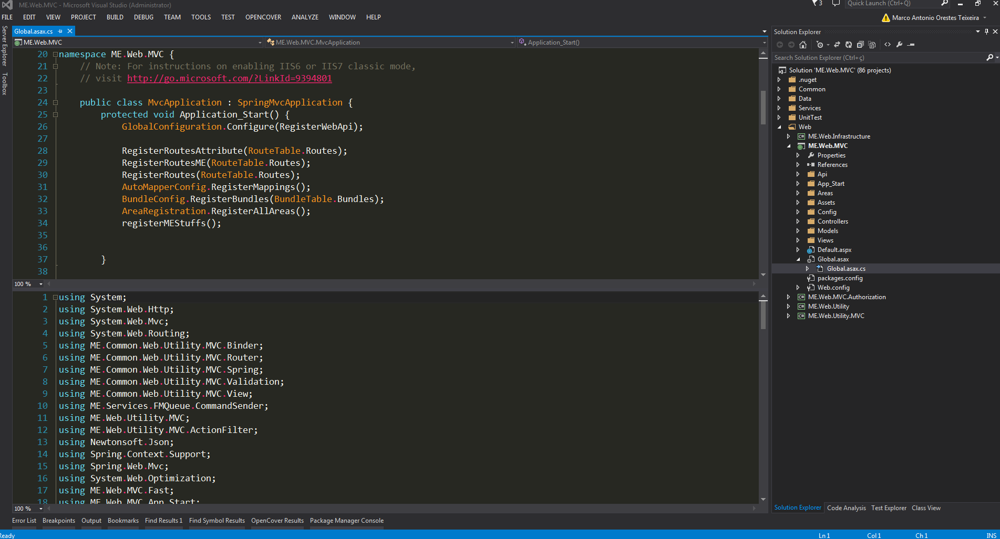 ME.Web.MVC - Microsoft Visual Studio (Administrator)
3
Quick Launch (Ctrl+Q)
FILE EDIT VIEW PROJECT BUILD DEBUG TEAM TOOLS TEST OPENCOVER ANALYZE WINDOW HELP
Marco Antonio Orestes Teixeira
Server Explorer
Toolbox
Global.asax.cs
ME.Web.MVC
ME.Web.MVC.MvcApplication
Application_Start()
20 namespace ME.Web.MVC {
21 // Note: For instructions on enabling IIS6 or IIS7 classic mode,
22 // visit http://go.microsoft.com/?LinkId=9394801
23
24 public class MvcApplication : SpringMvcApplication {
25 protected void Application_Start() {
26 GlobalConfiguration.Configure(RegisterWebApi);
27
28 RegisterRoutesAttribute(RouteTable.Routes);
29 RegisterRoutesME(RouteTable.Routes);
30 RegisterRoutes(RouteTable.Routes);
31 AutoMapperConfig.RegisterMappings();
32 BundleConfig.RegisterBundles(BundleTable.Bundles);
33 AreaRegistration.RegisterAllAreas();
34 registerMEStuffs();
35
36
37 }
38
100 %
1 using System;
2 using System.Web.Http;
3 using System.Web.Mvc;
4 using System.Web.Routing;
5 using ME.Common.Web.Utility.MVC.Binder;
6 using ME.Common.Web.Utility.MVC.Router;
7 using ME.Common.Web.Utility.MVC.Spring;
8 using ME.Common.Web.Utility.MVC.Validation;
9 using ME.Common.Web.Utility.MVC.View;
10 using ME.Services.FMQueue.CommandSender;
11 using ME.Web.Utility.MVC;
12 using ME.Web.Utility.MVC.ActionFilter;
13 using Newtonsoft.Json;
14 using Spring.Context.Support;
15 using Spring.Web.Mvc;
16 using System.Web.Optimization;
17 using ME.Web.MVC.Fast;
18 using ME.Web.MVC.App_Start;
100 %
Solution Explorer
Search Solution Explorer (Ctrl+ç)
Solution 'ME.Web.MVC' (86 projects)
.nuget
Common
Data
Services
UnitTest
Web
C# ME.Web.Infrastructure
ME.Web.MVC
Properties
References
Api
App_Start
Areas
Assets
Config
Controllers
Models
Views
Default.aspx
Global.asax
Global.asax.cs
packages.config
Web.config
C# ME.Web.MVC.Authorization
C# ME.Web.Utility
C# ME.Web.Utility.MVC
Solution Explorer Code Analysis Test Explorer Class View
Error List Breakpoints Output Bookmarks Find Results 1 Find Symbol Results OpenCover Results Package Manager Console
Ready
Ln 1 Col 1 Ch 1 INS